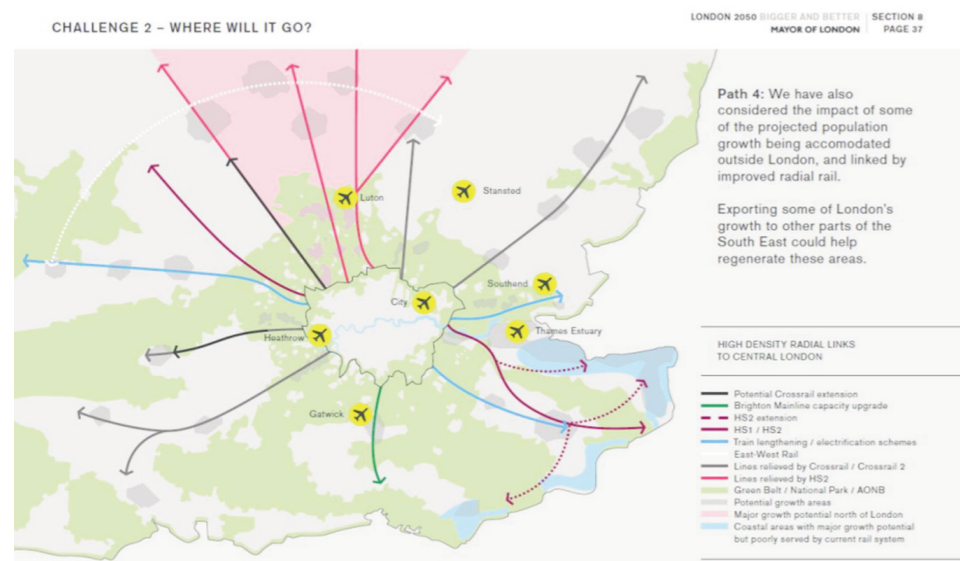 CHALLENGE 2 – WHERE WILL IT GO?
LONDON 2050 BIGGER AND BETTER
MAYOR OF LONDON
SECTION 8
PAGE 37
Path 4: We have also
considered the impact of some
of the projected population
growth being accomodated
outside London, and linked by
improved radial rail.
Exporting some of London's
growth to other parts of the
South East could help
regenerate these areas.
Luton
Stansted
Southend
City
Thames Estuary
Heathrow
Gatwick
HIGH DENSITY RADIAL LINKS
TO CENTRAL LONDON
Potential Crossrail extension
Brighton Mainline capacity upgrade
HS2 extension
HS1 / HS2
Train lengthening / electrification schemes
East-West Rail
Lines relieved by Crossrail / Crossrail 2
Lines relieved by HS2
Green Belt / National Park / AONB
Potential growth areas
Major growth potential north of London
Coastal areas with major growth potential
but poorly served by current rail system